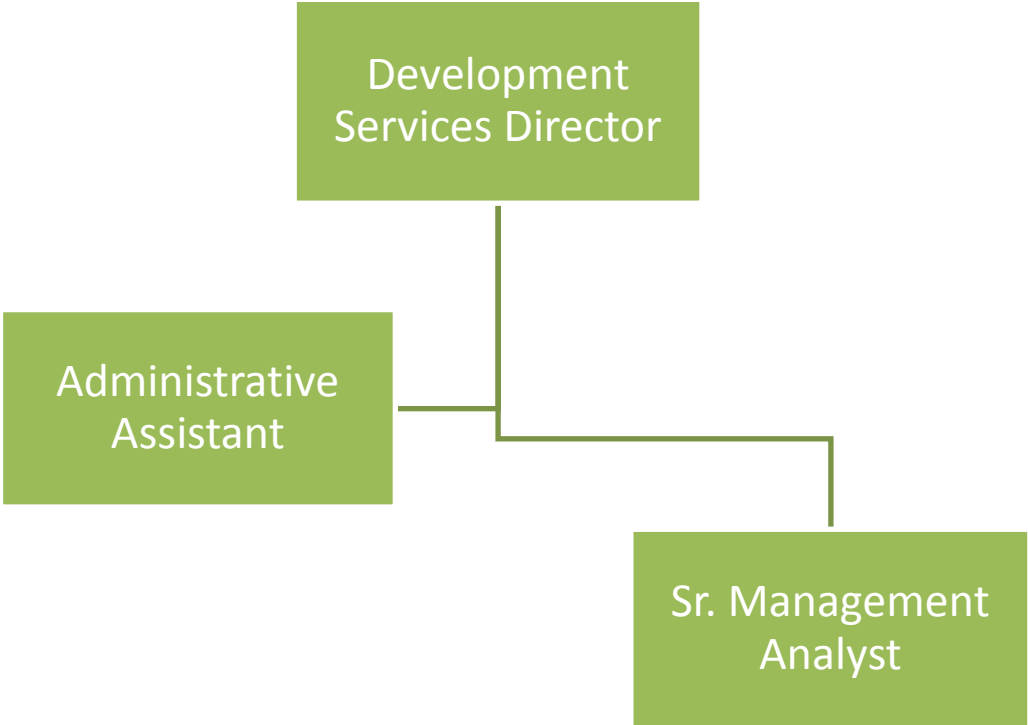 Development
Services Director
Administrative
Assistant
Sr. Management
Analyst